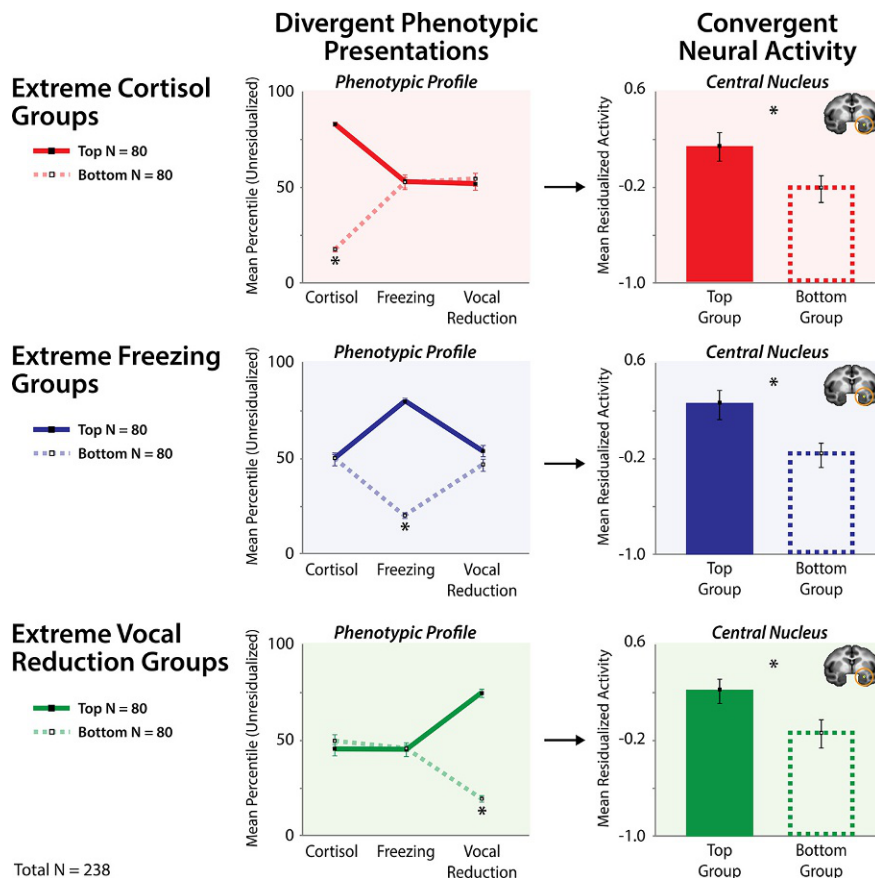 Divergent Phenotypic
Presentations
Convergent
Neural Activity
Extreme Cortisol
Groups
Top N = 80
Bottom N = 80
Phenotypic Profile
Mean Percentile (Unresidualized)
100
50
0
Cortisol
Freezing
Vocal
Reduction
*
Central Nucleus
Mean Residualized Activity
0.6
-0.2
-1.0
*
Top
Group
Bottom
Group
Extreme Freezing
Groups
Top N = 80
Bottom N = 80
Phenotypic Profile
Mean Percentile (Unresidualized)
100
50
0
Cortisol
Freezing
Vocal
Reduction
*
Central Nucleus
Mean Residualized Activity
0.6
-0.2
-1.0
*
Top
Group
Bottom
Group
Extreme Vocal
Reduction Groups
Top N = 80
Bottom N = 80
Phenotypic Profile
Mean Percentile (Unresidualized)
100
50
0
Cortisol
Freezing
Vocal
Reduction
*
Central Nucleus
Mean Residualized Activity
0.6
-0.2
-1.0
*
Top
Group
Bottom
Group
Total N = 238